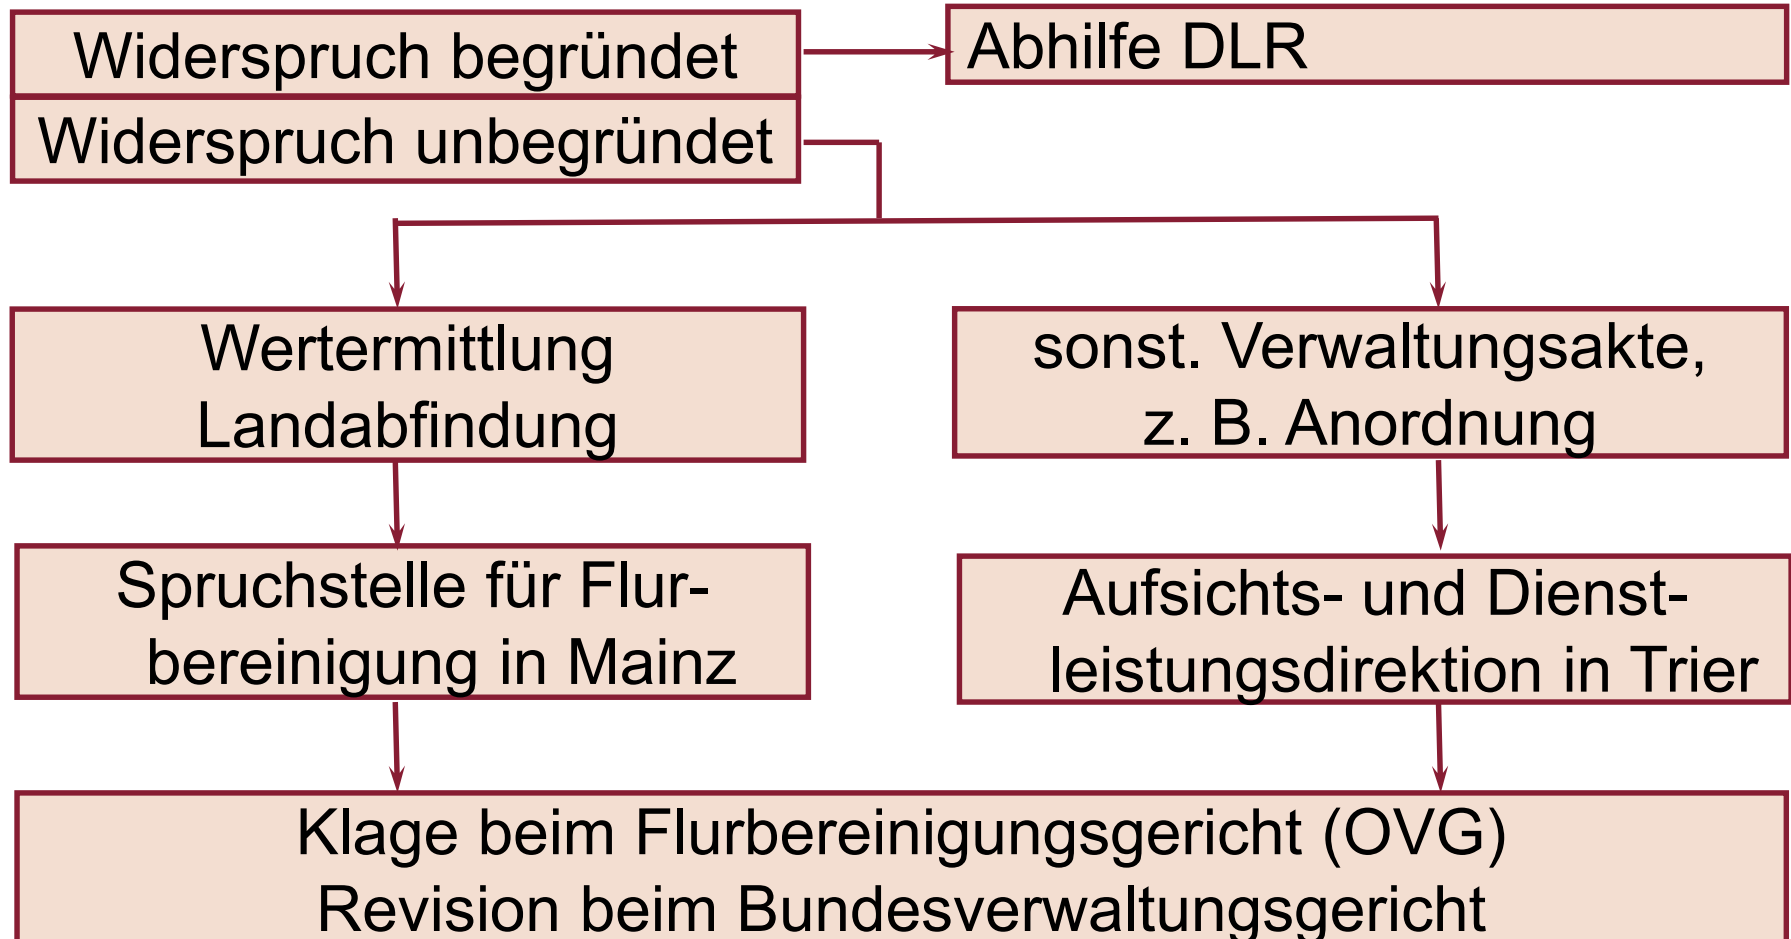 Widerspruch begründet
Abhilfe DLR
Widerspruch unbegründet
Wertermittlung
Landabfindung
sonst. Verwaltungsakte,
z. B. Anordnung
Spruchstelle für Flur-
bereinigung in Mainz
Aufsichts- und Dienst-
leistungsdirektion in Trier
Klage beim Flurbereinigungsgericht (OVG)
Revision beim Bundesverwaltungsgericht